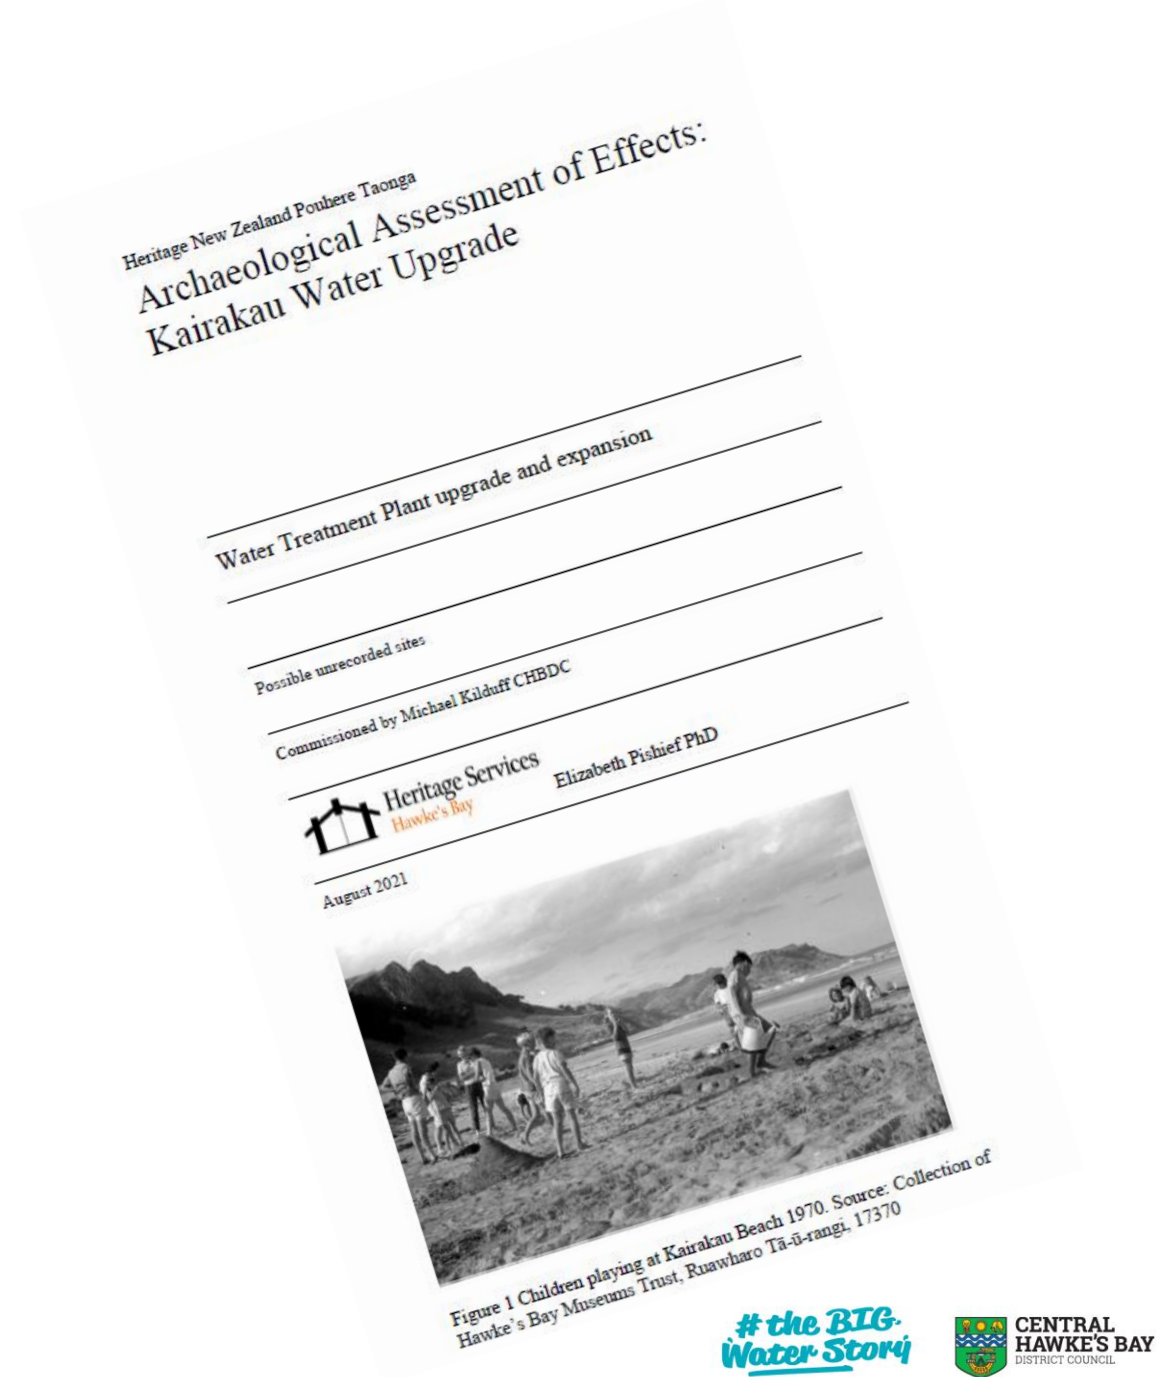 Heritage New Zealand Pouhere Taonga
Archaeological Assessment of Effects:
Kairakau Water Upgrade
Water Treatment Plant upgrade and expansion
Possible unrecorded sites
Commissioned by Michael Kilduff CHBDC
Heritage Services
Hawke's Bay
Elizabeth Pishief PhD
August 2021
Figure 1 Children playing at Kairakau Beach 1970. Source: Collection of
Hawke's Bay Museums Trust, Ruawharo Tā-ū-rangi, 17370
# the BIG
Water Story
CENTRAL
HAWKE'S BAY
DISTRICT COUNCIL